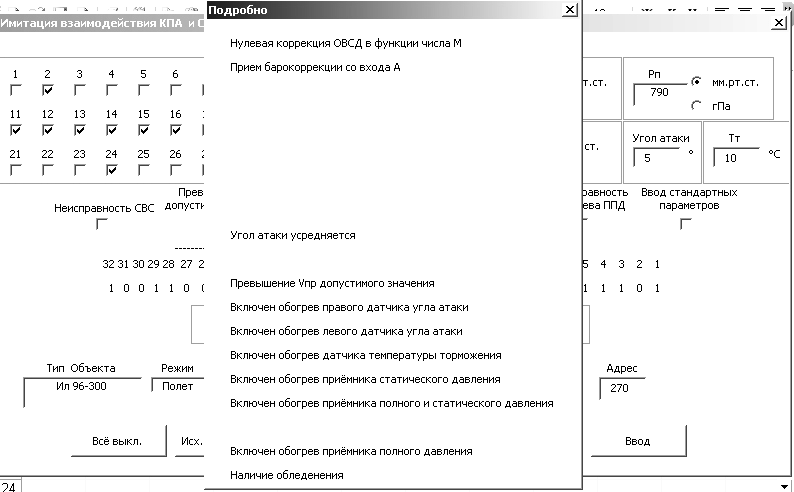 Подробно
Имитация взаимодействия КПА и С
Нулевая коррекция ОВСД в функции числа М
Прием барокоррекции со входа А
1 2 3 4 5 6
11 12 13 14 15 16
21 22 23 24 25 26
т.ст.
Рп
790
мм.рт.ст.
гПа
ст.
Угол атаки
5 °
Тт
10 °С
Неисправность СВС
Прев
допусти
равность
ева ППД
Ввод стандартных
параметров
Угол атаки усредняется
--------
32 31 30 29 28 27 2
5 4 3 2 1
1 0 0 1 1 0
1 1 1 0 1
Превышение Vпр допустимого значения
Включен обогрев правого датчика угла атаки
Включен обогрев левого датчика угла атаки
Включен обогрев датчика температуры торможения
Включен обогрев приёмника статического давления
Включен обогрев приёмника полного и статического давления
Включен обогрев приёмника полного давления
Наличие обледенения
Тип Объекта
Ил 96-300
Режим
Полет
Адрес
270
Всё выкл.
Исх.
Ввод
24